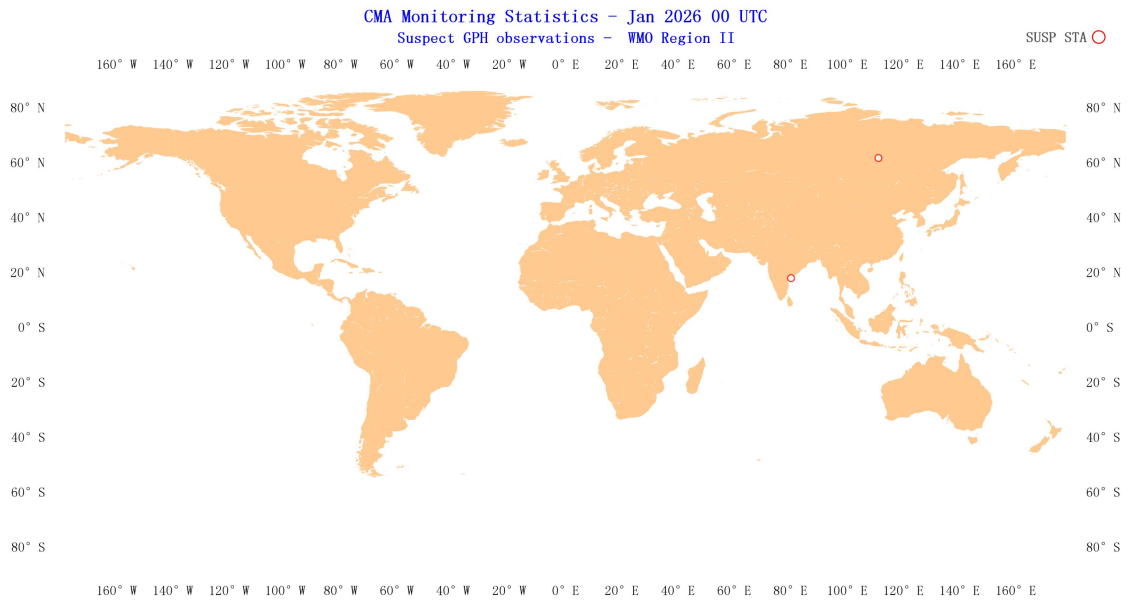 CMA Monitoring Statistics － Jan 2026 00 UTC
Suspect GPH observations － WMO Region II
SUSP STA
160° W 140° W 120° W 100° W 80° W 60° W 40° W 20° W 0° E 20° E 40° E 60° E 80° E 100° E 120° E 140° E 160° E
80° N 80° N
60° N 60° N
40° N 40° N
20° N 20° N
0° S 0° S
20° S 20° S
40° S 40° S
60° S 60° S
80° S 80° S
160° W 140° W 120° W 100° W 80° W 60° W 40° W 20° W 0° E 20° E 40° E 60° E 80° E 100° E 120° E 140° E 160° E